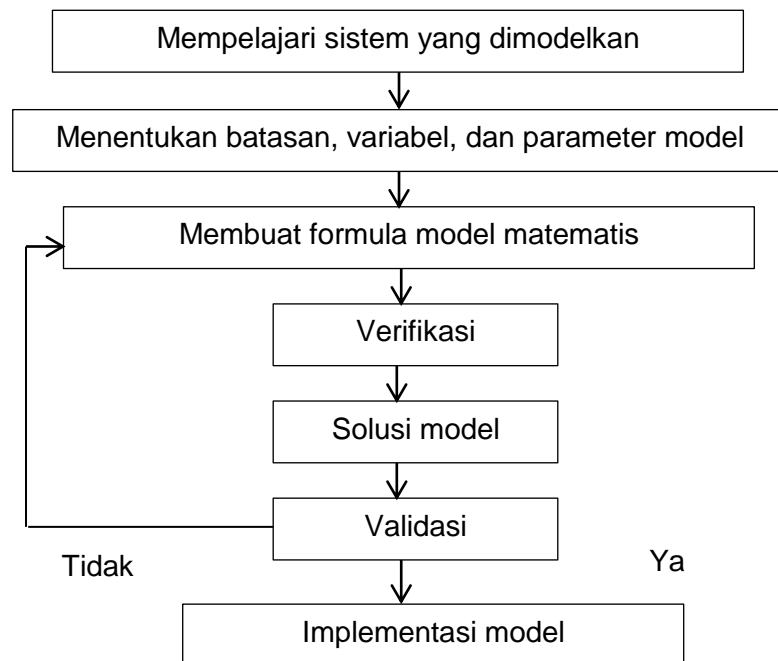 Mempelajari sistem yang dimodelkan
Menentukan batasan, variabel, dan parameter model
Membuat formula model matematis
Verifikasi
Solusi model
Validasi
Tidak
Ya
Implementasi model